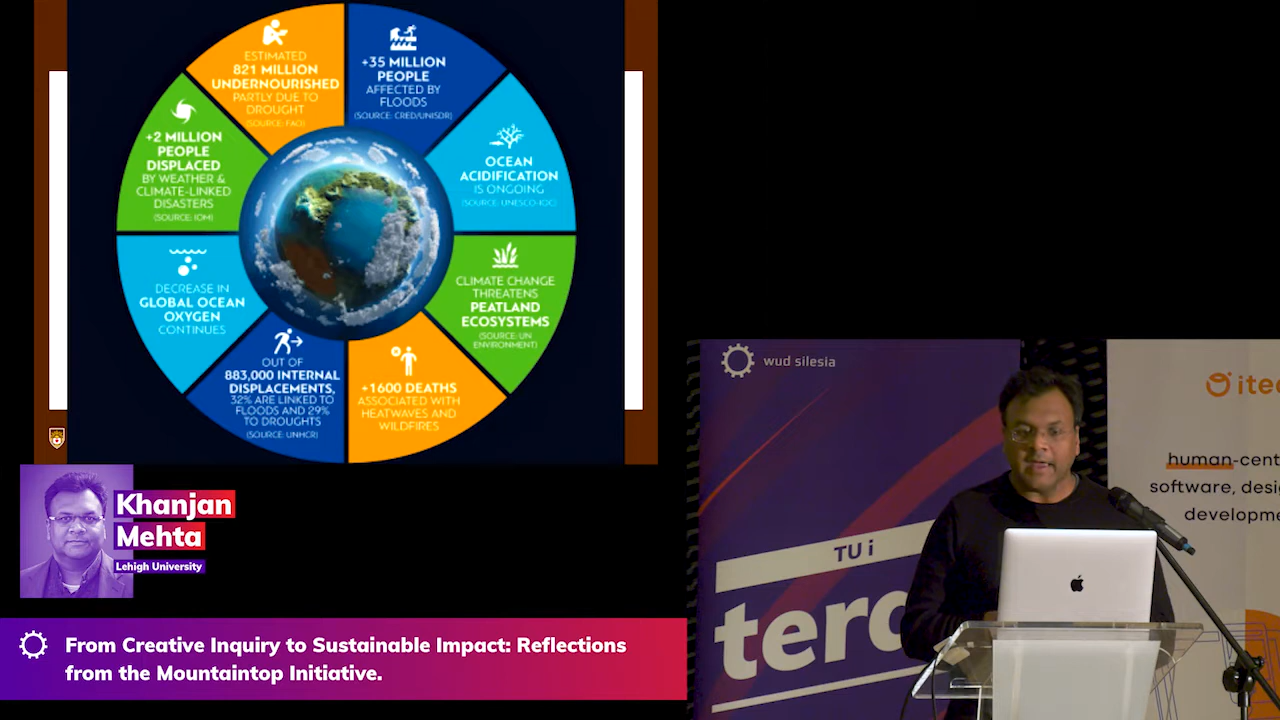 ESTIMATED
821 MILLION
UNDERNOURISHED
PARTLY DUE TO
DROUGHT
(SOURCE: FAO)
+35 MILLION
PEOPLE
AFFECTED BY
FLOODS
(SOURCE: CRED/UNISDR)
+2 MILLION
PEOPLE
DISPLACED
BY WEATHER &
CLIMATE-LINKED
DISASTERS
(SOURCE: IOM)
OCEAN
ACIDIFICATION
IS ONGOING
(SOURCE: UNESCO-IOC)
DECREASE IN
GLOBAL OCEAN
OXYGEN
CONTINUES
CLIMATE CHANGE
THREATENS
PEATLAND
ECOSYSTEMS
(SOURCE: UN
ENVIRONMENT)
OUT OF
883,000 INTERNAL
DISPLACEMENTS,
32% ARE LINKED TO
FLOODS AND 29%
TO DROUGHTS
(SOURCE: UNHCR)
+1600 DEATHS
ASSOCIATED WITH
HEATWAVES AND
WILDFIRES
Khanjan
Mehta
Lehigh University
From Creative Inquiry to Sustainable Impact: Reflections
from the Mountaintop Initiative.
wud silesia
TU i
tera
itec
human-cent
software, desig
developme